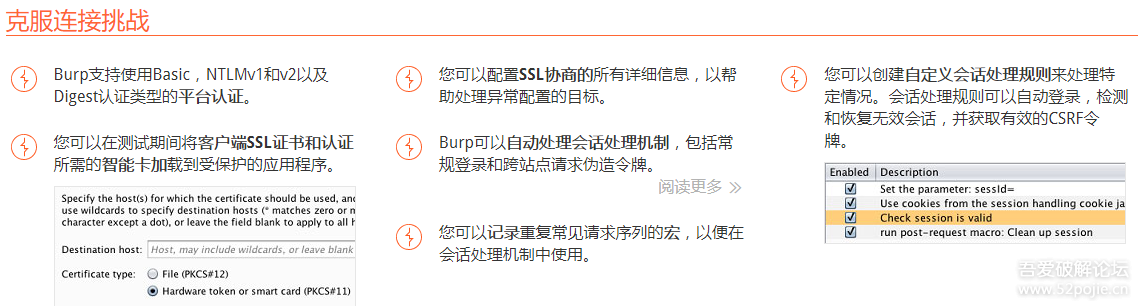 克服连接挑战
Burp支持使用Basic，NTLMv1和v2以及
Digest认证类型的平台认证。
您可以在测试期间将客户端SSL证书和认证
所需的智能卡加载到受保护的应用程序。
Specify the host(s) for which the certificate should be used, and
use wildcards to specify destination hosts (* matches zero or m
character except a dot), or leave the field blank to apply to all h
Destination host: Host, may include wildcards, or leave blank
Certificate type: File (PKCS#12)
Hardware token or smart card (PKCS#11)
您可以配置SSL协商的所有详细信息，以帮
助处理异常配置的目标。
Burp可以自动处理会话处理机制，包括常
规登录和跨站点请求伪造令牌。
阅读更多
您可以记录重复常见请求序列的宏，以便在
会话处理机制中使用。
您可以创建自定义会话处理规则来处理特
定情况。会话处理规则可以自动登录，检测
和恢复无效会话，并获取有效的CSRF令
牌。
Enabled Description
Set the parameter: sessId=
Use cookies from the session handling cookie ja
Check session is valid
run post-request macro: Clean up session
吾爱破解论坛
www.52pojie.cn